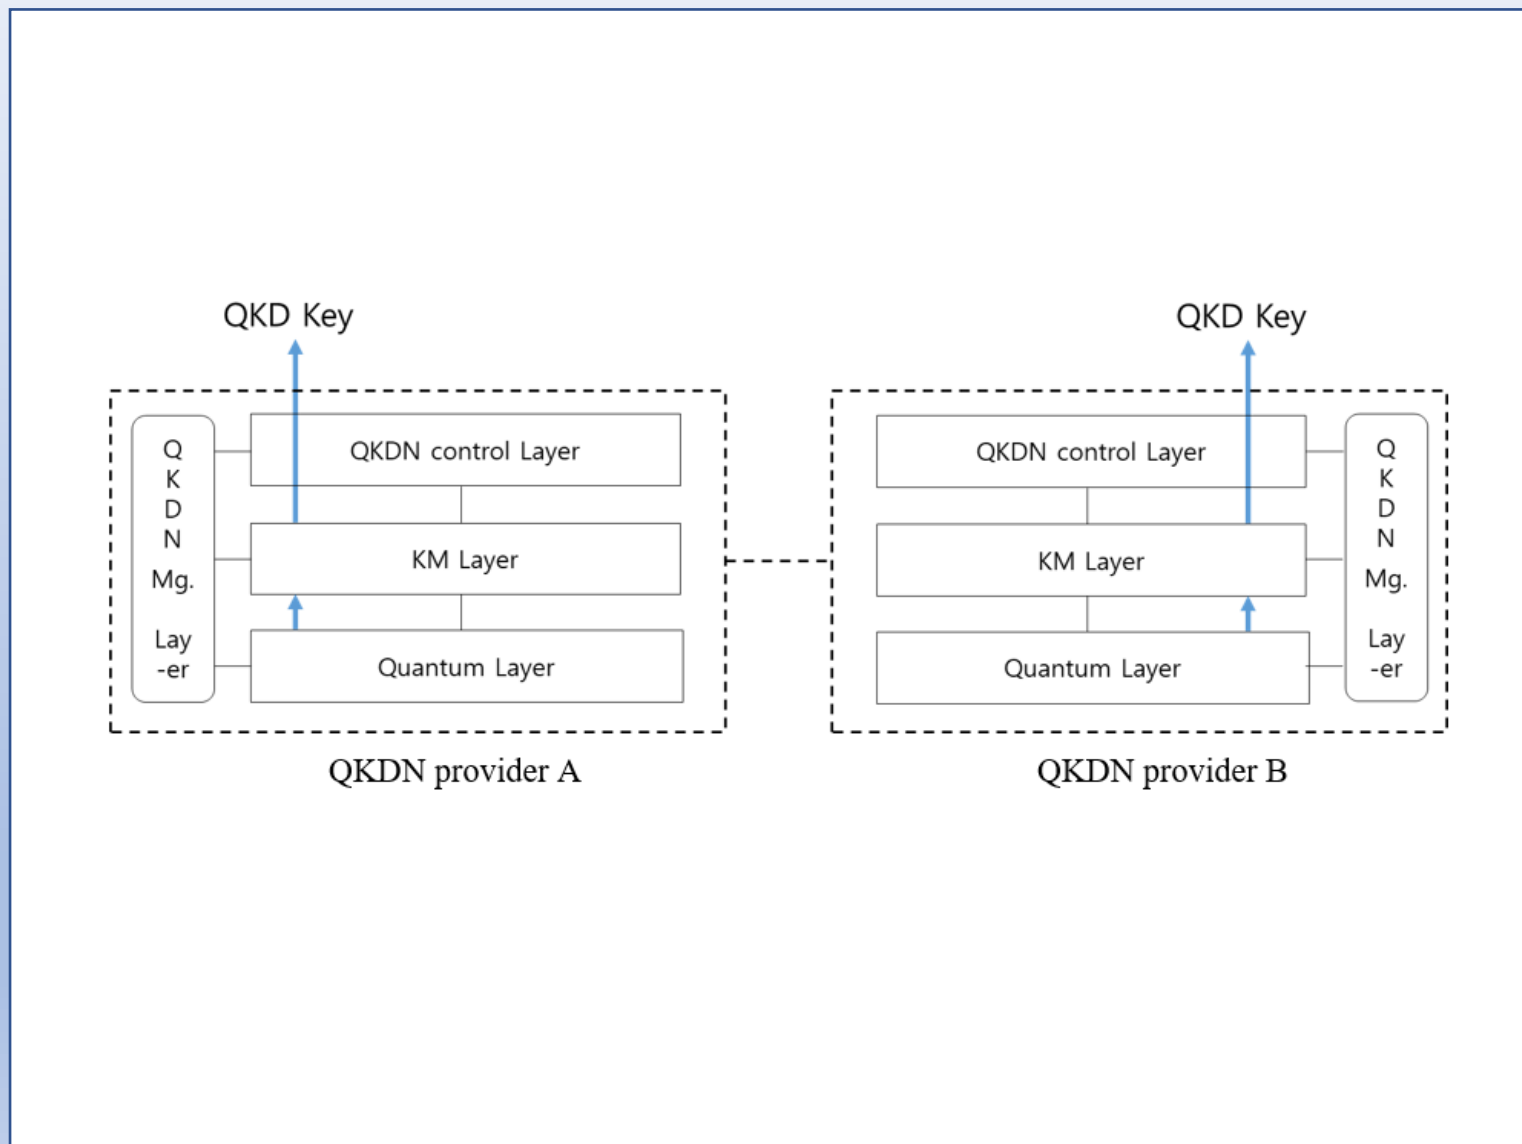 QKD Key
Q
K
D
N
Mg.
Lay
-er
QKDN control Layer
KM Layer
Quantum Layer
QKDN provider A
QKD Key
QKDN control Layer
KM Layer
Quantum Layer
Q
K
D
N
Mg.
Lay
-er
QKDN provider B